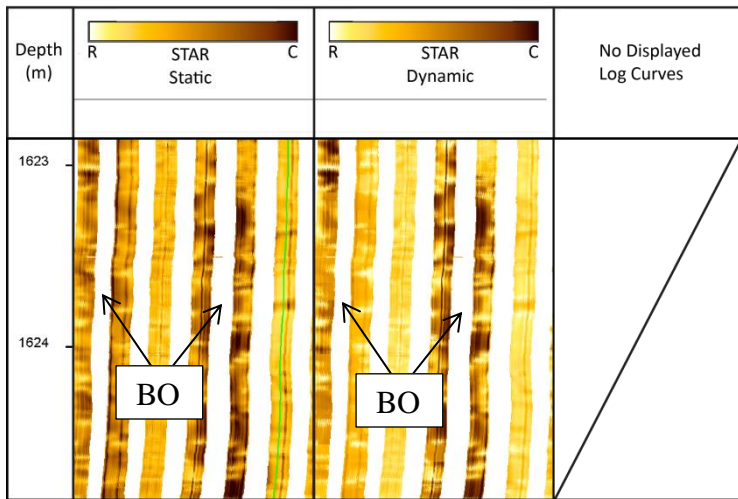 Depth
(m)
R STAR C
Static
R STAR C
Dynamic
No Displayed
Log Curves
1623
1624
BO
BO